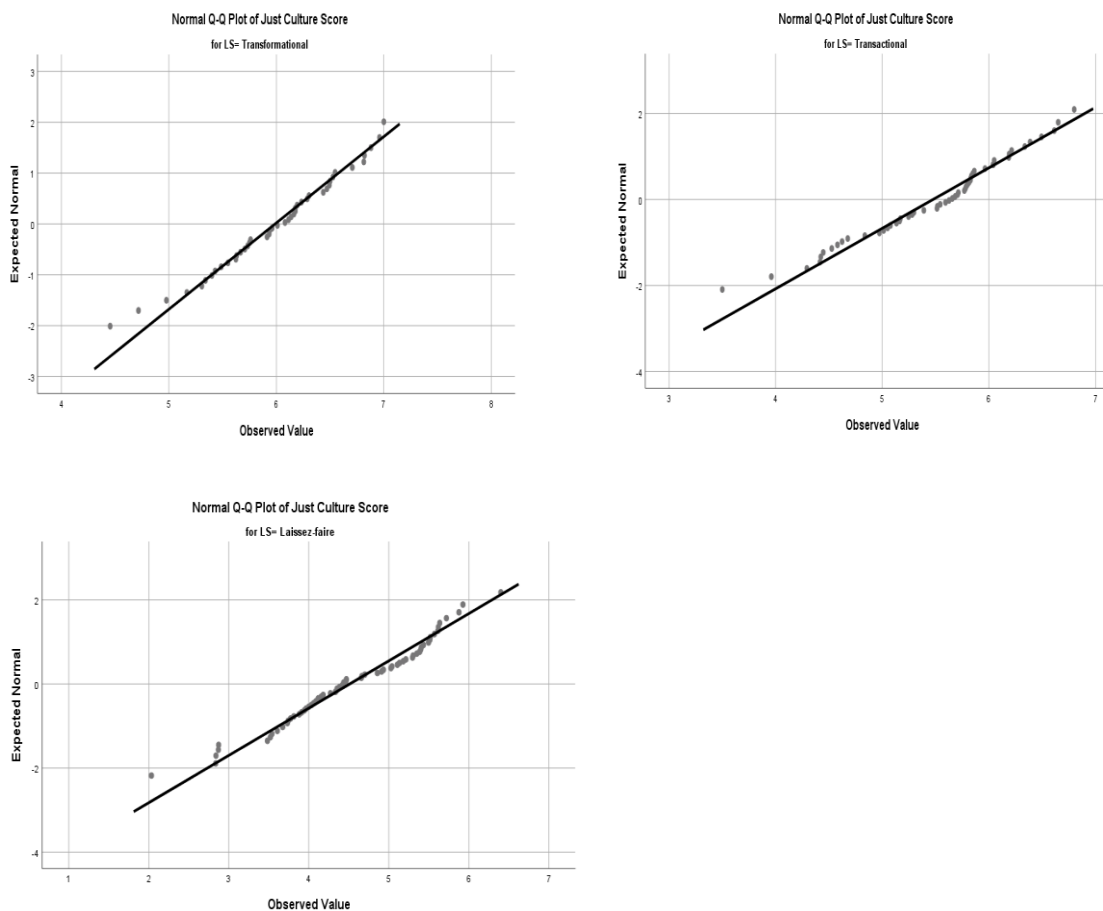 Normal Q-Q Plot of Just Culture Score
for LS= Transformational
3
2
1
0
-1
-2
-3
Expected Normal
4 5 6 7 8
Observed Value
Normal Q-Q Plot of Just Culture Score
for LS= Transactional
2
0
-2
-4
Expected Normal
3 4 5 6 7
Observed Value
Normal Q-Q Plot of Just Culture Score
for LS= Laissez-faire
2
0
-2
-4
Expected Normal
1 2 3 4 5 6 7
Observed Value